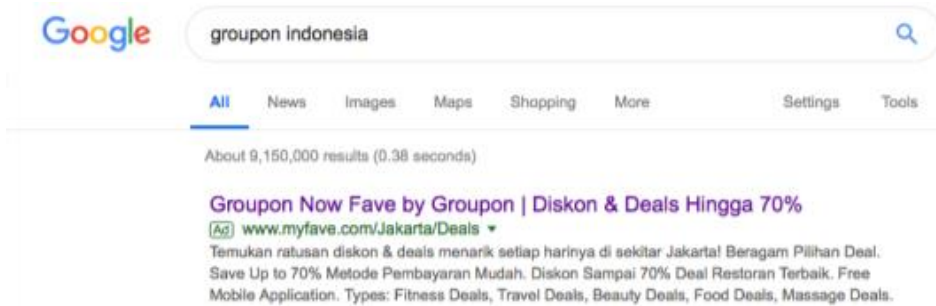 Google groupon indonesia
All News Images Maps Shopping More Settings Tools
About 9,150,000 results (0.38 seconds)
Groupon Now Fave by Groupon | Diskon & Deals Hingga 70%
Ad www.myfave.com/Jakarta/Deals
Temukan ratusan diskon & deals menarik setiap harinya di sekitar Jakarta! Beragam Pilihan Deal.
Save Up to 70% Metode Pembayaran Mudah. Diskon Sampai 70% Deal Restoran Terbaik. Free
Mobile Application. Types: Fitness Deals, Travel Deals, Beauty Deals, Food Deals, Massage Deals.